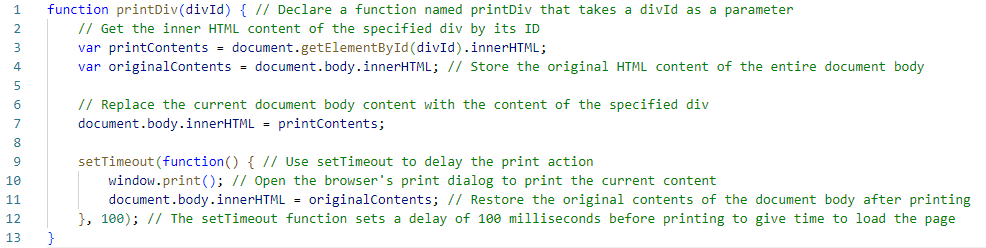 1 function printDiv(divId) { // Declare a function named printDiv that takes a divId as a parameter
2     // Get the inner HTML content of the specified div by its ID
3     var printContents = document.getElementById(divId).innerHTML;
4     var originalContents = document.body.innerHTML; // Store the original HTML content of the entire document body
5
6     // Replace the current document body content with the content of the specified div
7     document.body.innerHTML = printContents;
8
9     setTimeout(function() { // Use setTimeout to delay the print action
10         window.print(); // Open the browser's print dialog to print the current content
11         document.body.innerHTML = originalContents; // Restore the original contents of the document body after printing
12     }, 100); // The setTimeout function sets a delay of 100 milliseconds before printing to give time to load the page
13 }